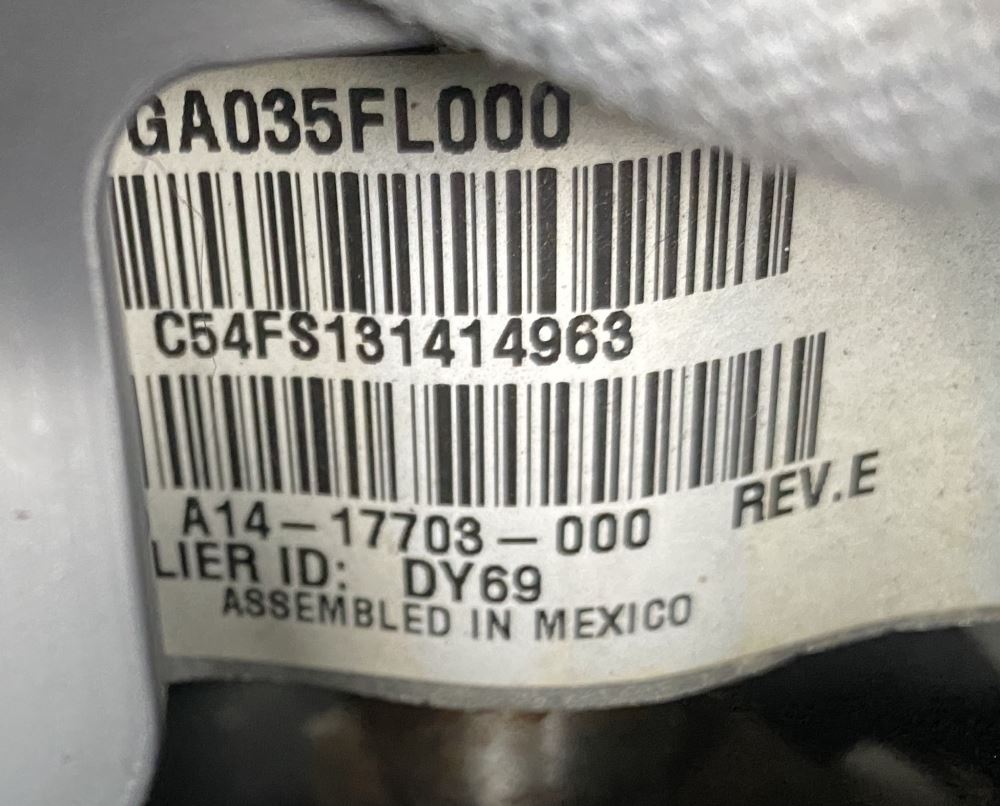 GA035FL000
C54FS131414963
REV.E
A14-17703-000
LIER ID: DY69
ASSEMBLED IN MEXICO